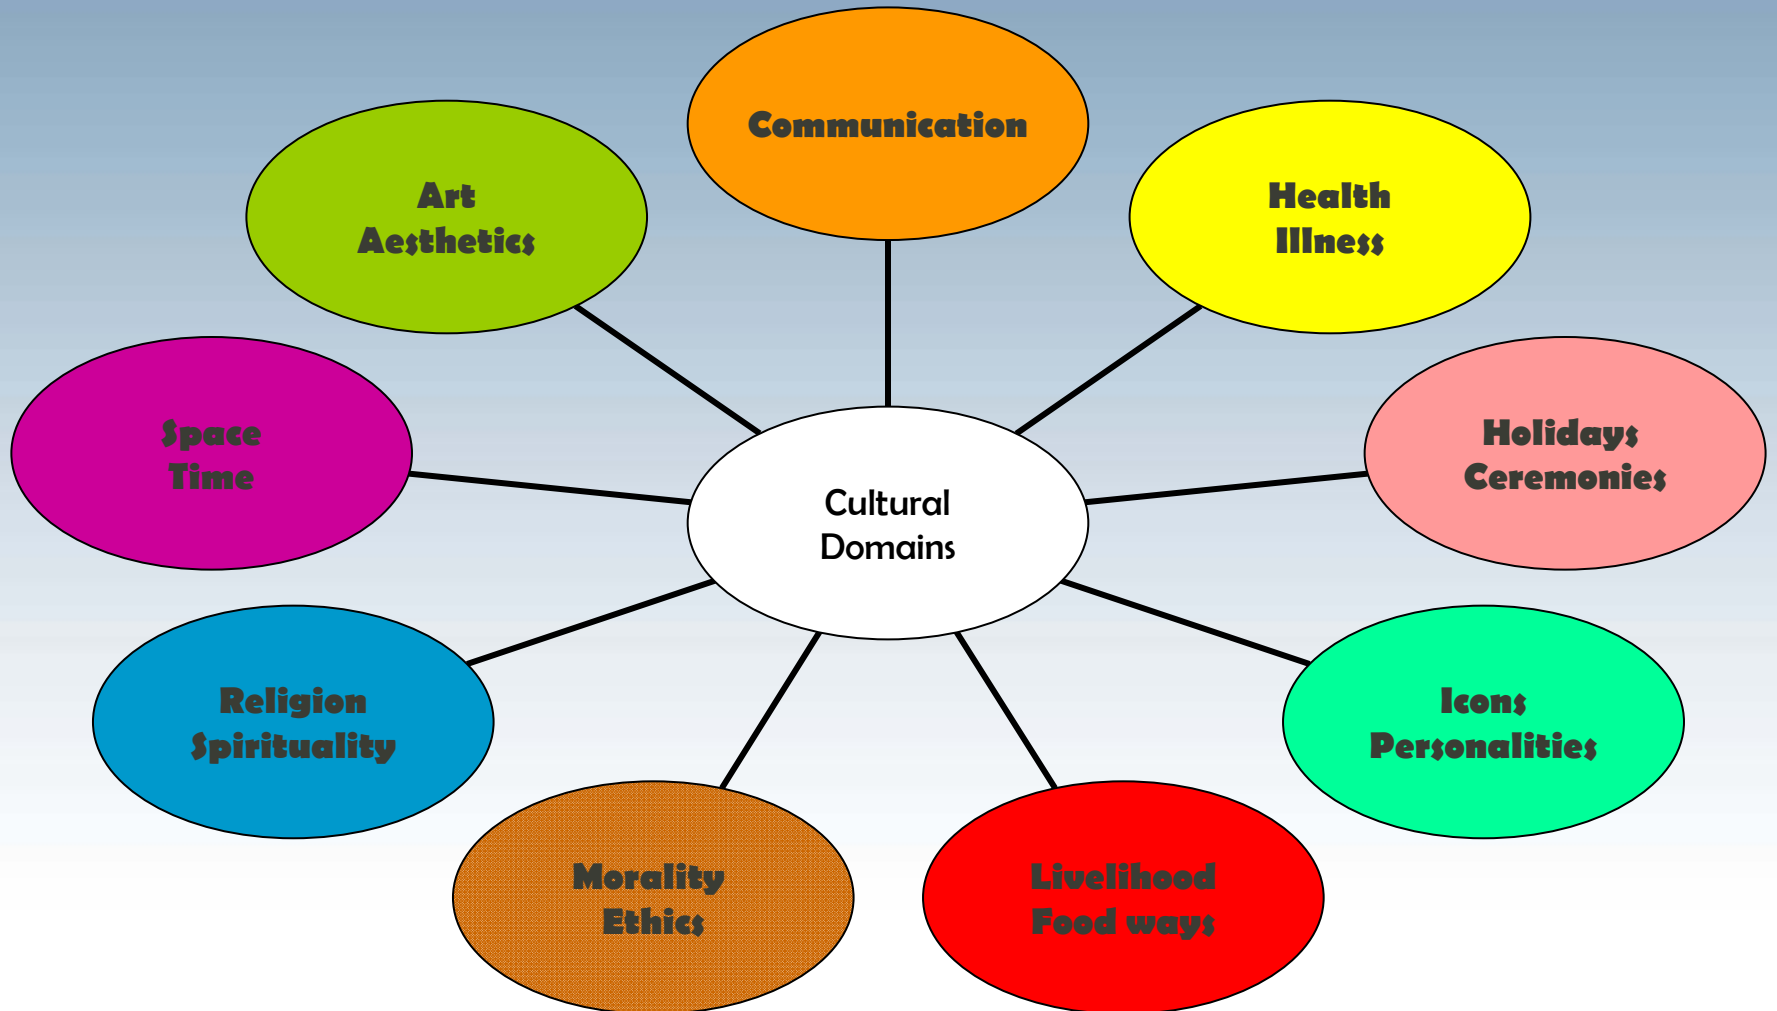 Communication
Art
Aesthetics
Health
Illness
Space
Time
Holidays
Ceremonies
Cultural
Domains
Religion
Spirituality
Icons
Personalities
Morality
Ethics
Livelihood
Food ways